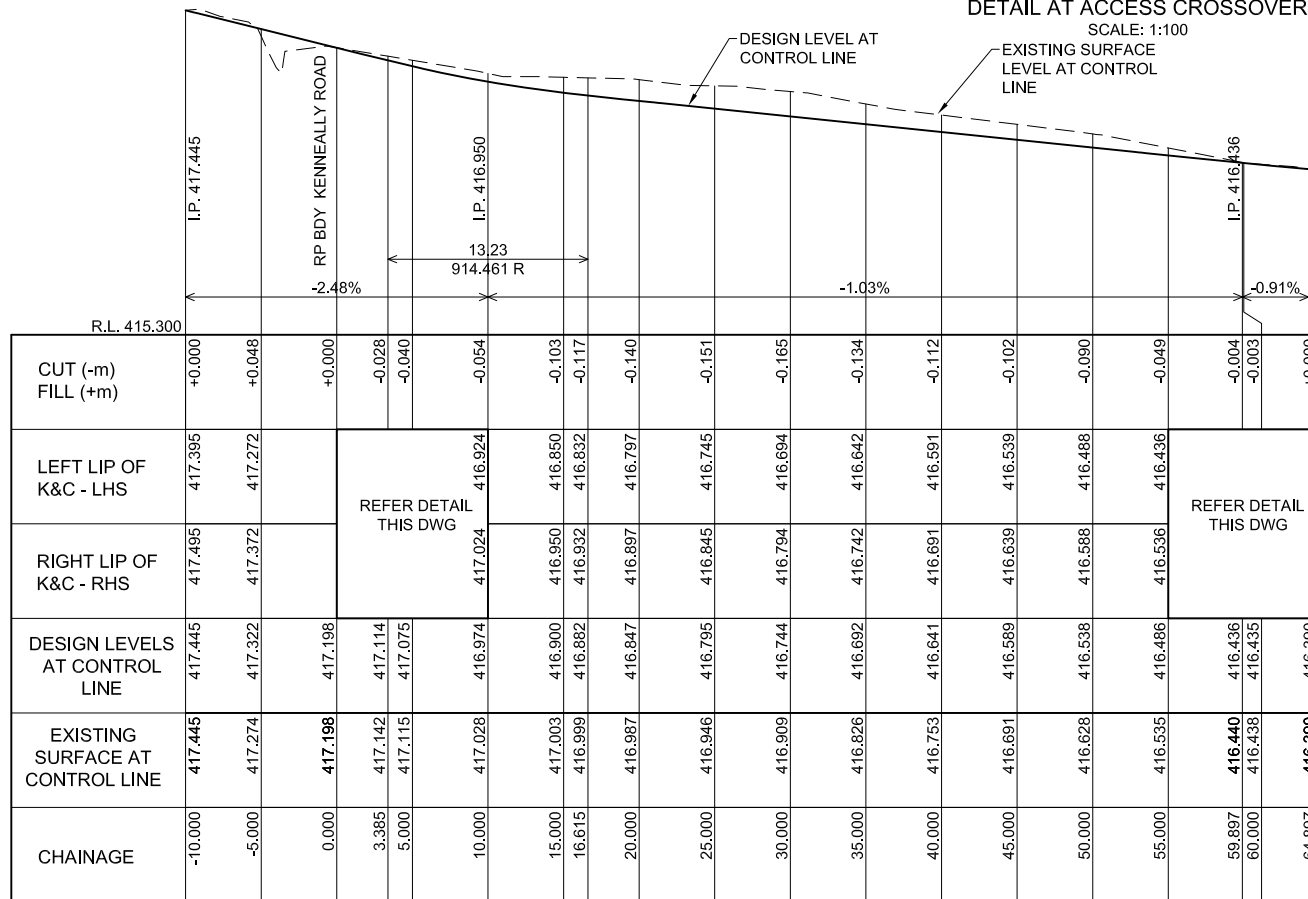 DETAIL AT ACCESS CROSSOVER
SCALE: 1:100
DESIGN LEVEL AT
CONTROL LINE
EXISTING SURFACE
LEVEL AT CONTROL
LINE
I.P. 417.445
RP BDY KENNEALLY ROAD
I.P. 416.950
I.P. 416.436
13.23
914.461 R
-2.48%
-1.03%
-0.91%
R.L. 415.300
CUT (-m)
FILL (+m)
+0.000 +0.048 +0.000 -0.028 -0.040 -0.054 -0.103 -0.117 -0.140 -0.151 -0.165 -0.134 -0.112 -0.102 -0.090 -0.049 -0.004 -0.003
LEFT LIP OF
K&C - LHS
417.395 417.272 416.924 416.850 416.832 416.797 416.745 416.694 416.642 416.591 416.539 416.488 416.436
REFER DETAIL
THIS DWG
REFER DETAIL
THIS DWG
RIGHT LIP OF
K&C - RHS
417.495 417.372 417.024 416.950 416.932 416.897 416.845 416.794 416.742 416.691 416.639 416.588 416.536
DESIGN LEVELS
AT CONTROL
LINE
417.445 417.322 417.198 417.114 417.075 416.974 416.900 416.882 416.847 416.795 416.744 416.692 416.641 416.589 416.538 416.486 416.436 416.435
EXISTING
SURFACE AT
CONTROL LINE
417.445 417.274 417.198 417.142 417.115 417.028 417.003 416.999 416.987 416.946 416.909 416.826 416.753 416.691 416.628 416.535 416.440 416.438
CHAINAGE
-10.000 -5.000 0.000 3.385 5.000 10.000 15.000 16.615 20.000 25.000 30.000 35.000 40.000 45.000 50.000 55.000 59.897 60.000